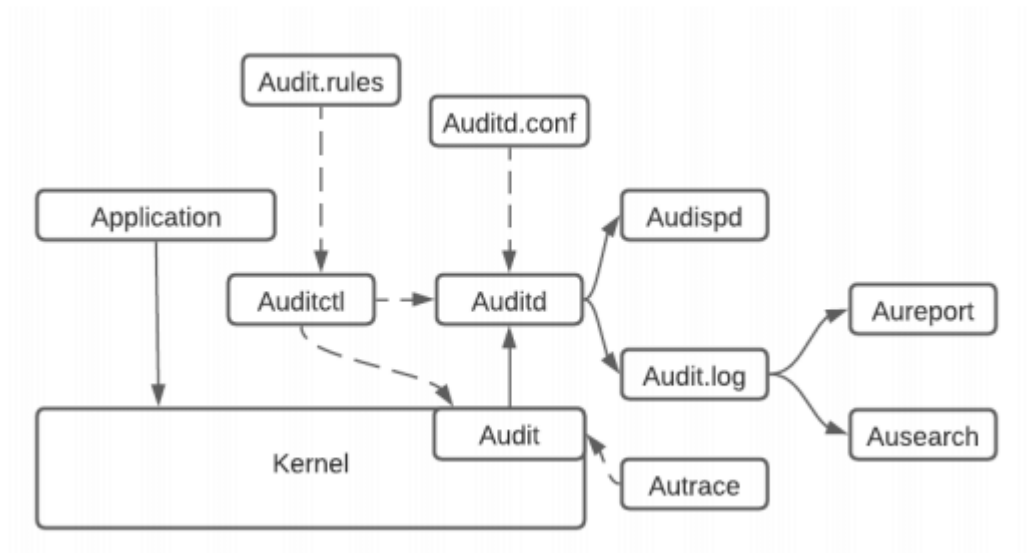 Audit.rules
Auditd.conf
Application
Audispd
Auditctl
Auditd
Aureport
Audit.log
Audit
Ausearch
Kernel
Autrace